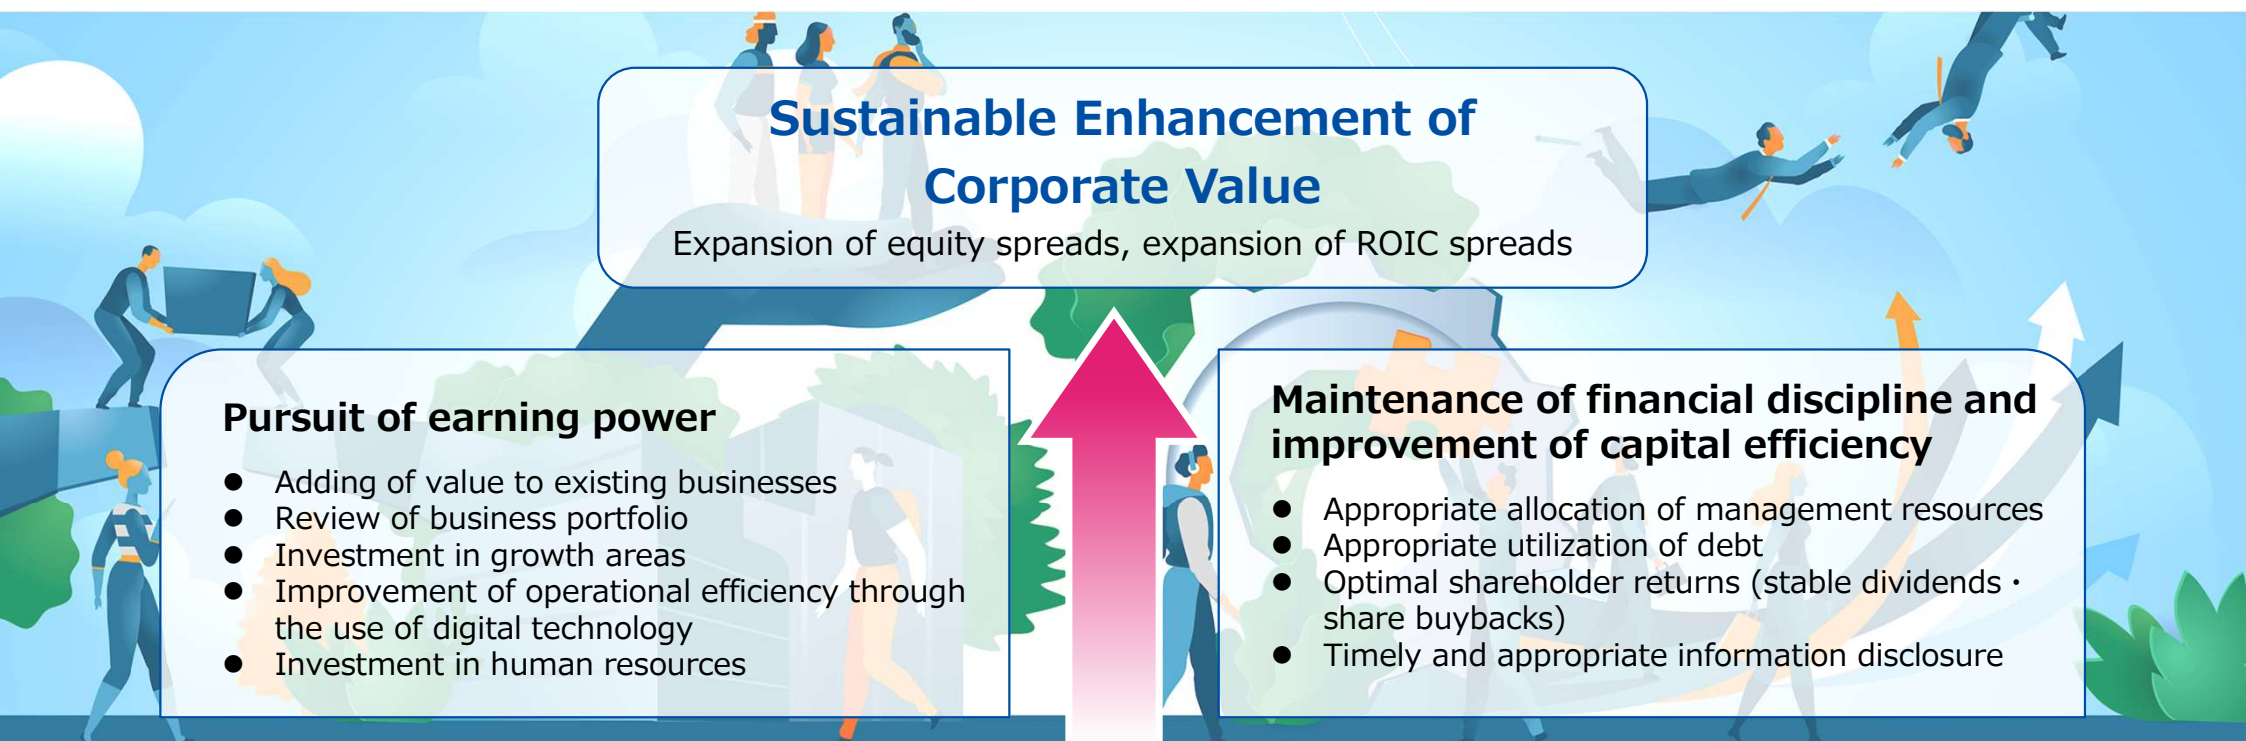 Sustainable Enhancement of
Corporate Value
Expansion of equity spreads, expansion of ROIC spreads
Pursuit of earning power
● Adding of value to existing businesses
● Review of business portfolio
● Investment in growth areas
● Improvement of operational efficiency through
the use of digital technology
● Investment in human resources
Maintenance of financial discipline and
improvement of capital efficiency
● Appropriate allocation of management resources
● Appropriate utilization of debt
● Optimal shareholder returns (stable dividends・
share buybacks)
● Timely and appropriate information disclosure